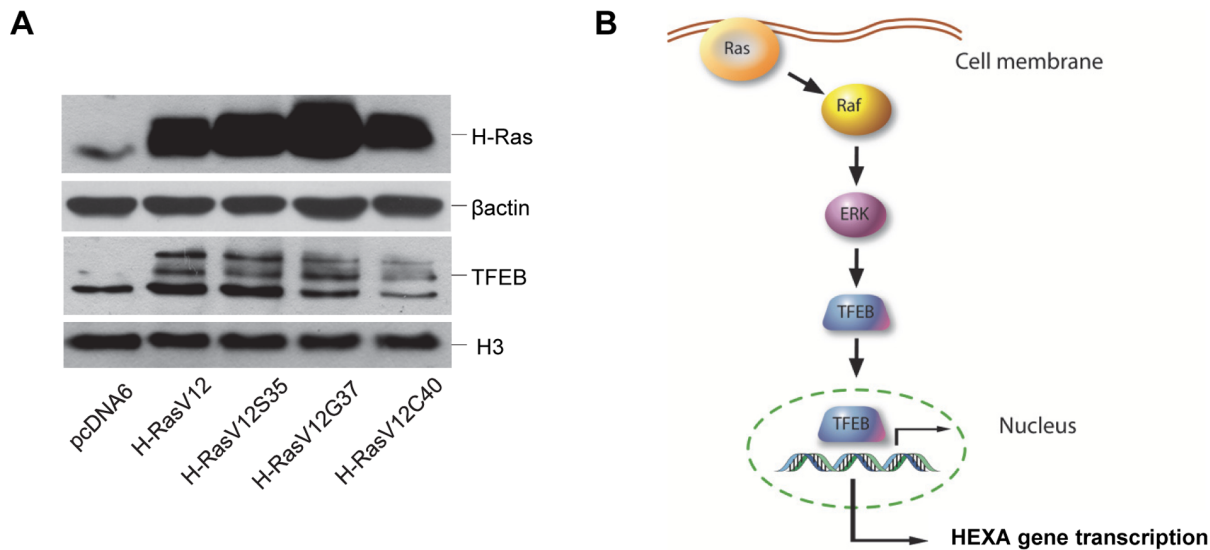 A
H-Ras
βactin
TFEB
H3
pcDNA6
H-RasV12
H-RasV12S35
H-RasV12G37
H-RasV12C40
B
Ras
Cell membrane
Raf
ERK
TFEB
TFEB
Nucleus
HEXA gene transcription